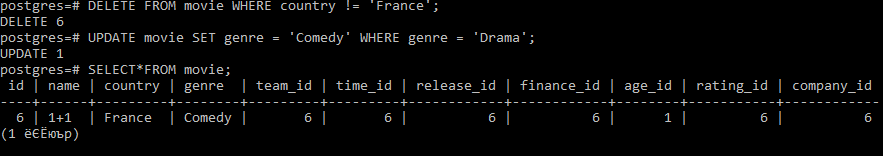 postgres=# DELETE FROM movie WHERE country != 'France';
DELETE 6
postgres=# UPDATE movie SET genre = 'Comedy' WHERE genre = 'Drama';
UPDATE 1
postgres=# SELECT*FROM movie;
 id | name | country | genre  | team_id | time_id | release_id | finance_id | age_id | rating_id | company_id
----+------+---------+--------+---------+---------+------------+------------+--------+-----------+------------
  6 | 1+1  | France  | Comedy |       6 |       6 |          6 |          6 |      1 |         6 |          6
(1 ёЄЁюър)